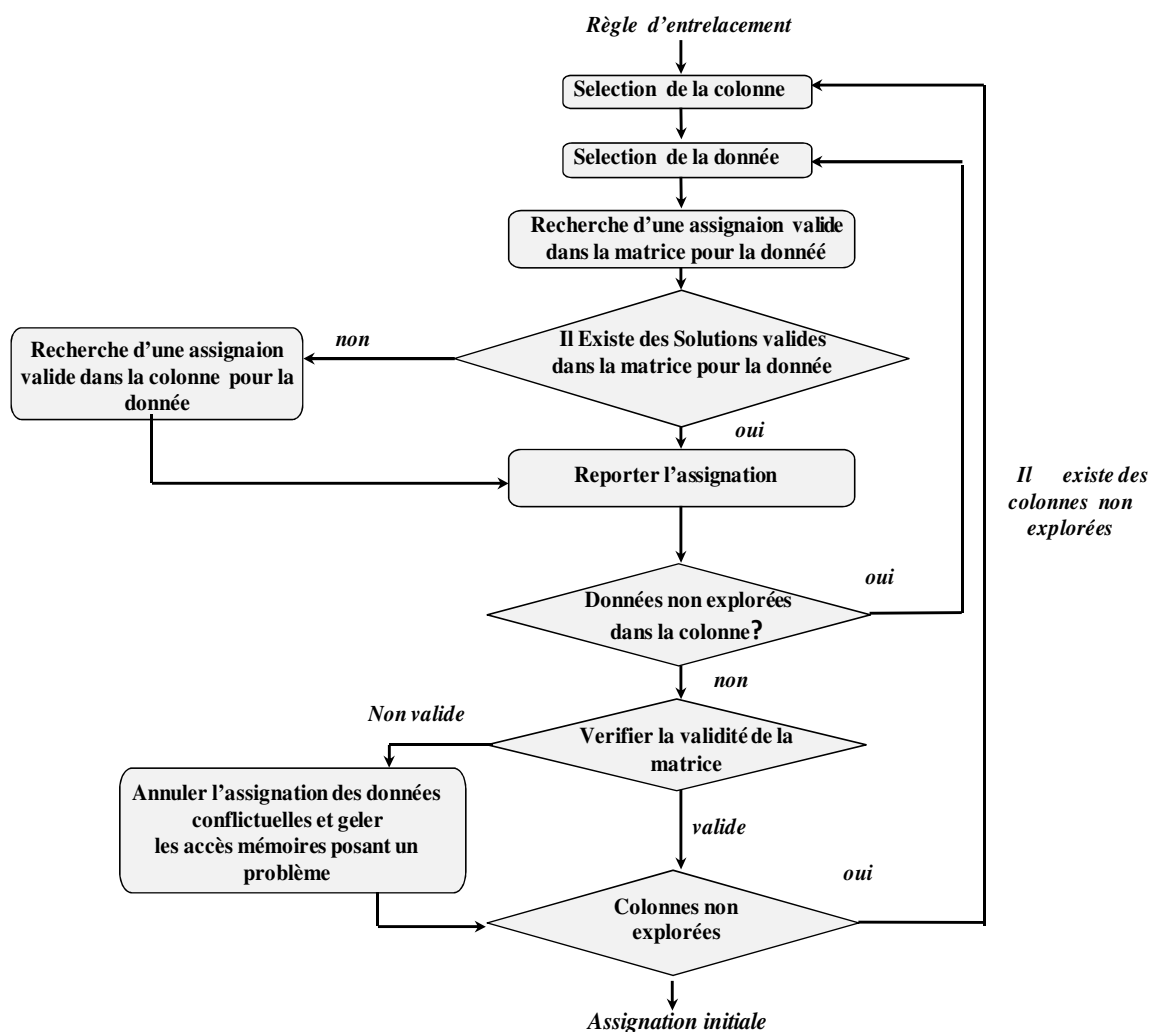 Règle d'entrelacement
Selection de la colonne
Selection de la donnée
Recherche d'une assignaion valide
dans la matrice pour la donnéé
Il Existe des Solutions valides
dans la matrice pour la donnée
non
Recherche d'une assignaion
valide dans la colonne pour la
donnée
oui
Reporter l'assignation
Il existe des
colonnes non
explorées
oui
Données non explorées
dans la colonne?
non
Non valide
Verifier la validité de la
matrice
Annuler l'assignation des données
conflictuelles et geler
les accès mémoires posant un
problème
valide
oui
Colonnes non
explorées
Assignation initiale